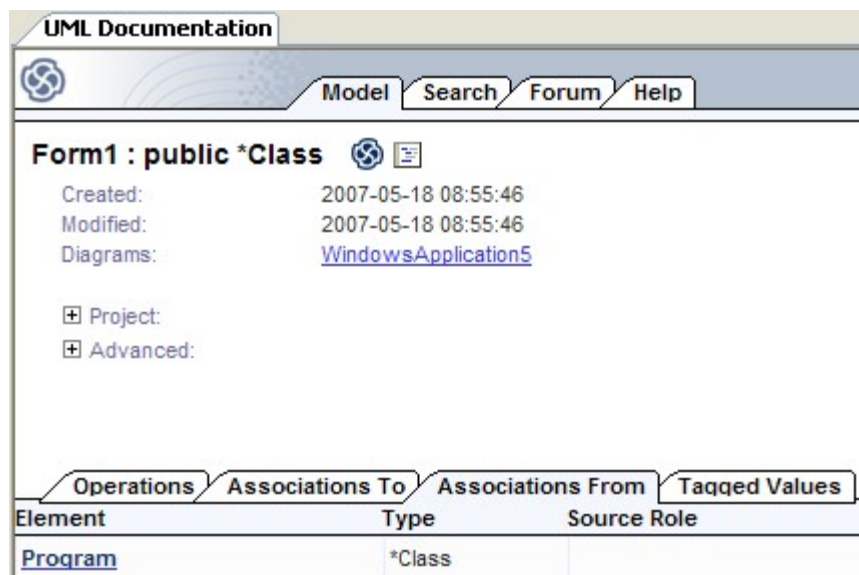 UML Documentation
Model Search Forum Help
Form1 : public *Class
Created: 2007-05-18 08:55:46
Modified: 2007-05-18 08:55:46
Diagrams: WindowsApplication5
Project:
Advanced:
Operations Associations To Associations From Tagged Values
Element Type Source Role
Program *Class